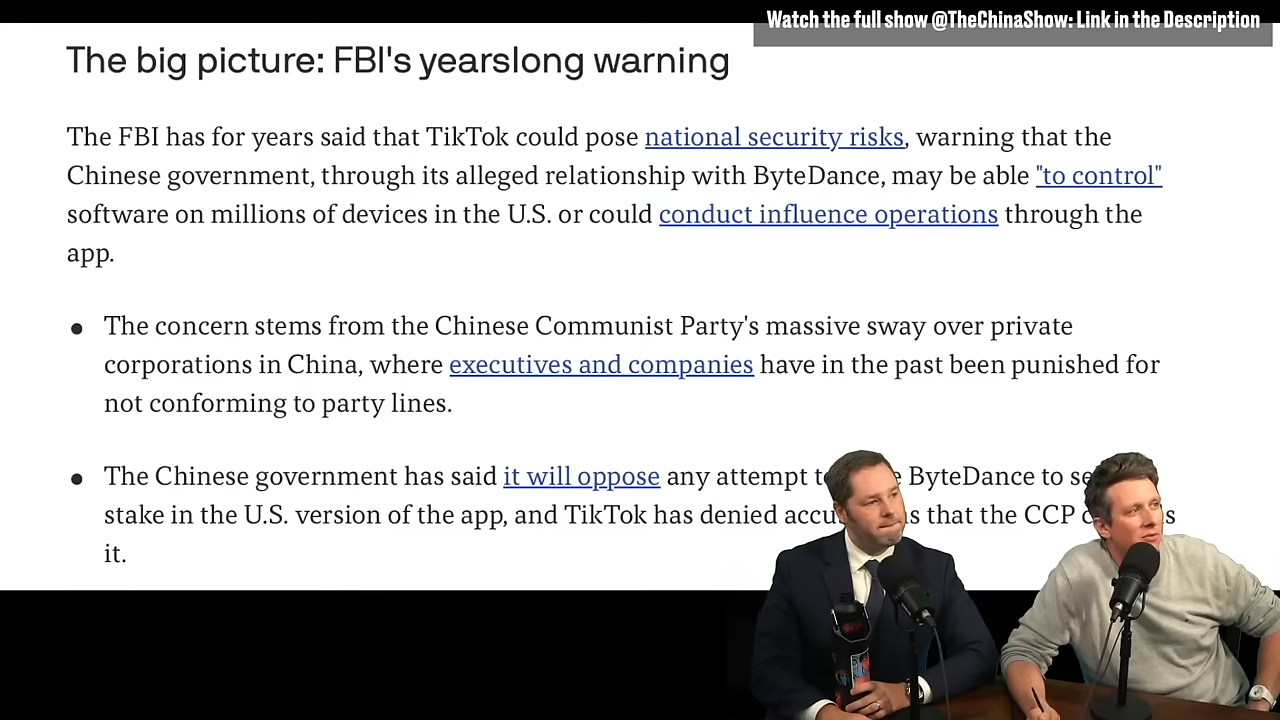 Watch the full show @TheChinaShow: Link in the Description
The big picture: FBI's yearslong warning
The FBI has for years said that TikTok could pose national security risks, warning that the
Chinese government, through its alleged relationship with ByteDance, may be able "to control"
software on millions of devices in the U.S. or could conduct influence operations through the
app.
The concern stems from the Chinese Communist Party's massive sway over private
corporations in China, where executives and companies have in the past been punished for
not conforming to party lines.
The Chinese government has said it will oppose any attempt ByteDance to
stake in the U.S. version of the app, and TikTok has denied that the CCP
it.